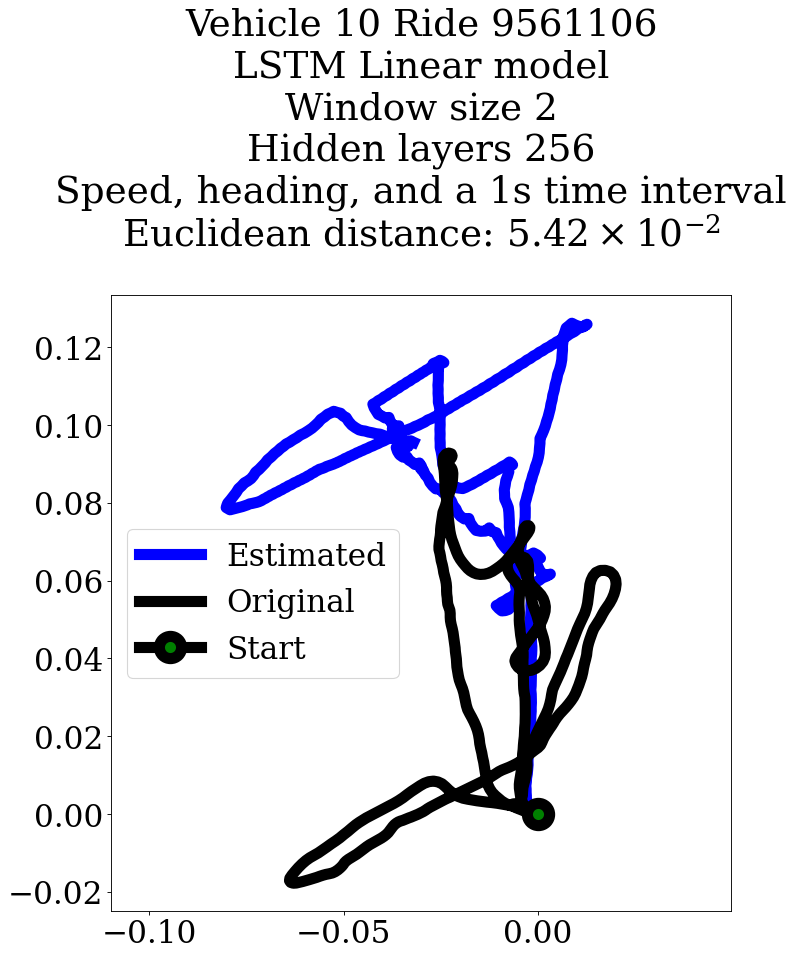 Vehicle 10 Ride 9561106
LSTM Linear model
Window size 2
Hidden layers 256
Speed, heading, and a 1s time interval
Euclidean distance: 5.42 × 10⁻²
0.12
0.10
0.08
0.06
0.04
0.02
0.00
−0.02
Estimated
Original
Start
−0.10
−0.05
0.00